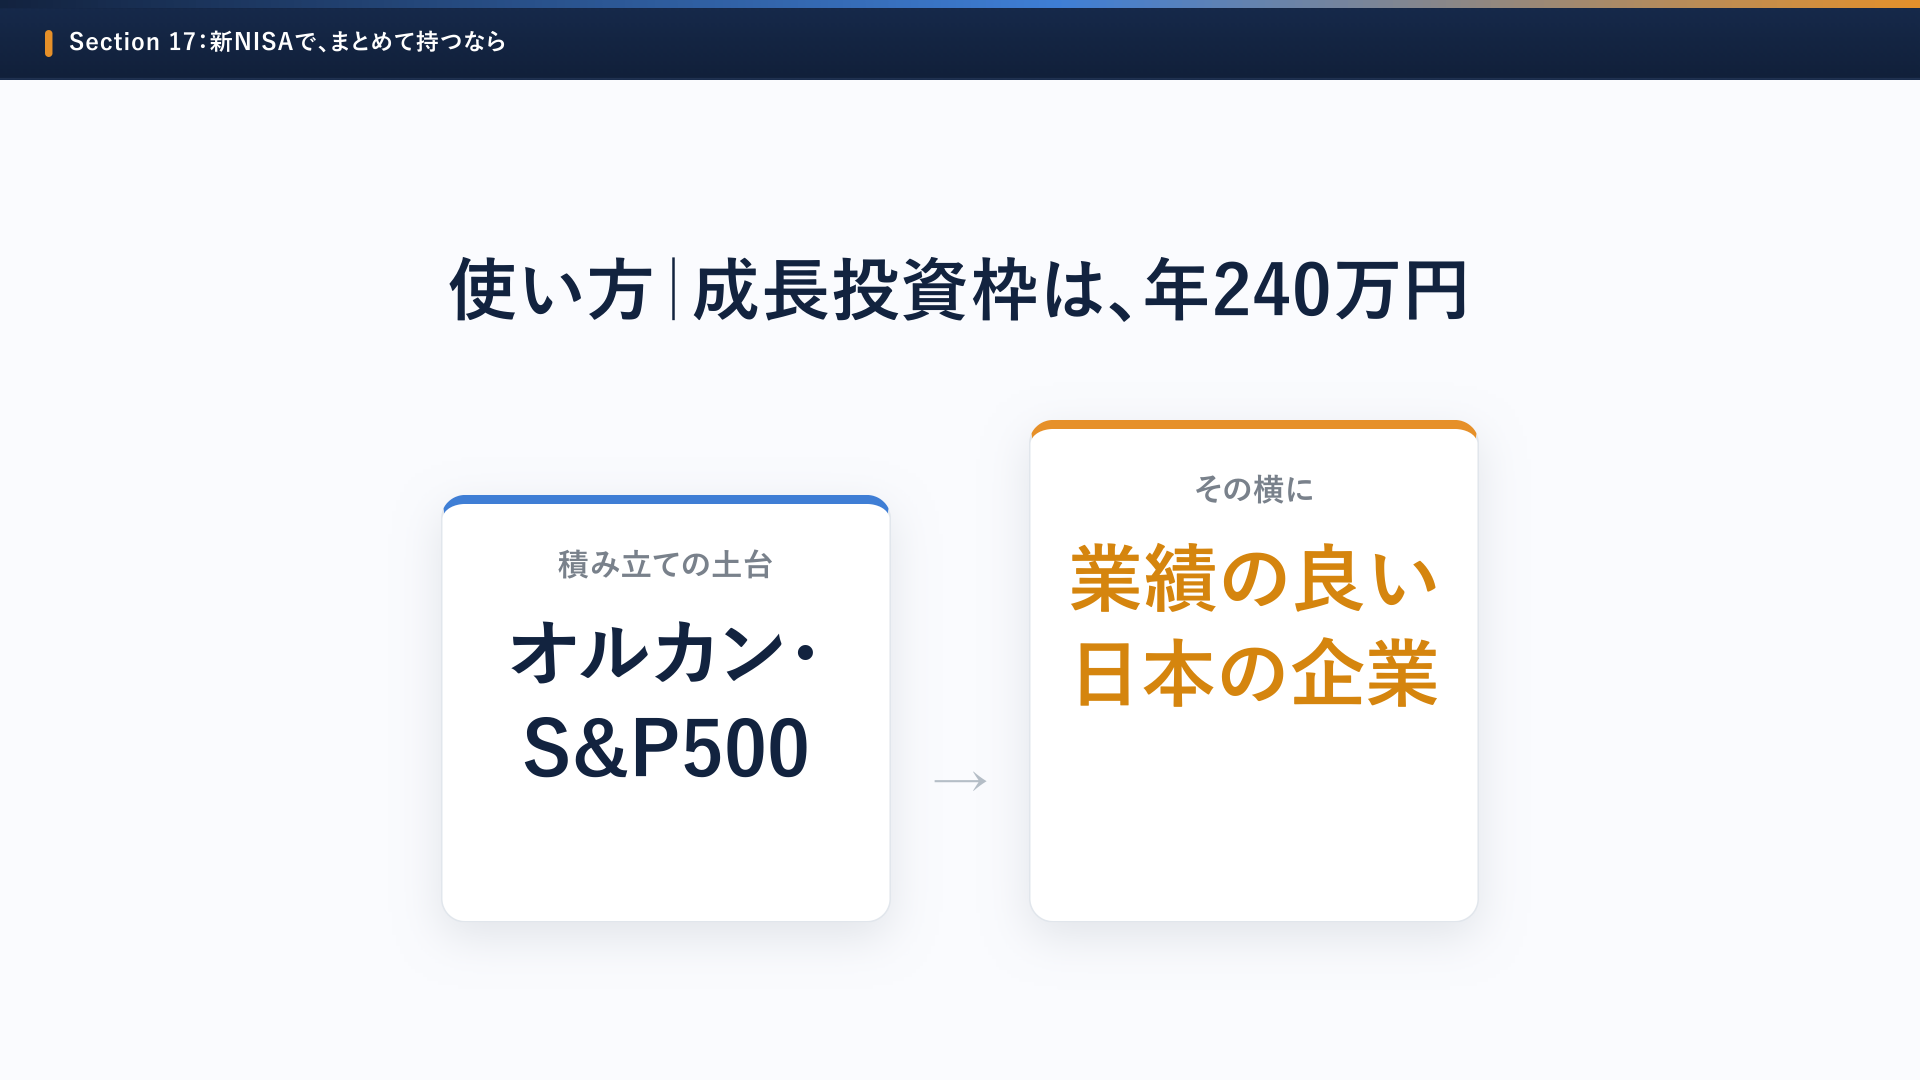 Section 17：新NISAで、まとめて持つなら
使い方｜成長投資枠は、年240万円
積み立ての土台
オルカン・
S&P500
→
その横に
業績の良い
日本の企業